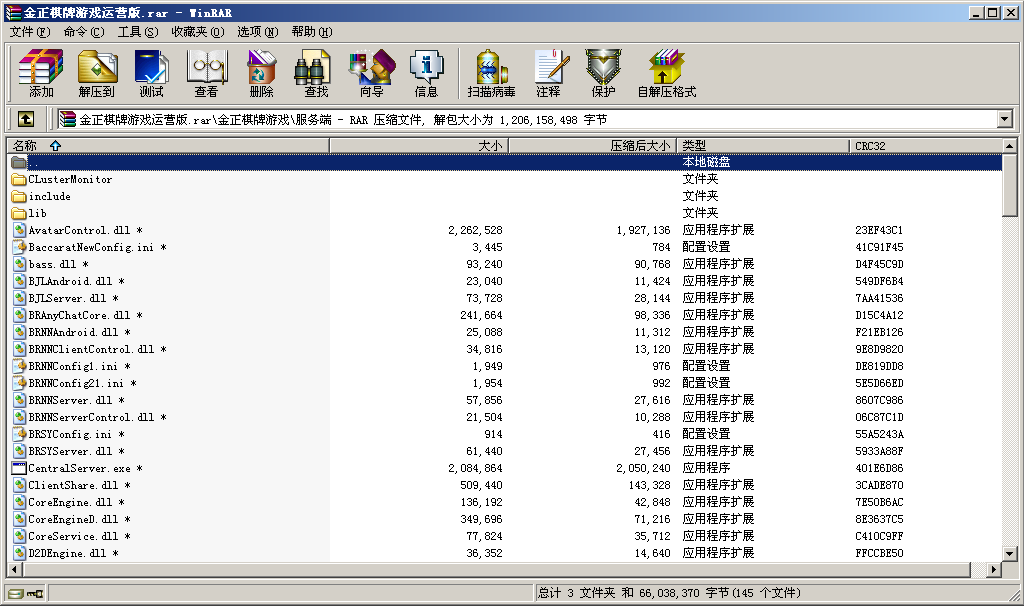 金正棋牌游戏运营版.rar - WinRAR
文件(F) 命令(C) 工具(S) 收藏夹(O) 选项(N) 帮助(H)
添加 解压到 测试 查看 删除 查找 向导 信息 扫描病毒 注释 保护 自解压格式
金正棋牌游戏运营版.rar\金正棋牌游戏\服务端 - RAR 压缩文件, 解包大小为 1,206,158,498 字节
名称 大小 压缩后大小 类型 CRC32
.. 本地磁盘
CLusterMonitor 文件夹
include 文件夹
lib 文件夹
AvatarControl.dll * 2,262,528 1,927,136 应用程序扩展 23EF43C1
BaccaratNewConfig.ini * 3,445 784 配置设置 41C91F45
bass.dll * 93,240 90,768 应用程序扩展 D4F45C9D
BJLAndroid.dll * 23,040 11,424 应用程序扩展 549DF6B4
BJLServer.dll * 73,728 28,144 应用程序扩展 7AA41536
BRAnyChatCore.dll * 241,664 98,336 应用程序扩展 D15C4A12
BRNNAndroid.dll * 25,088 11,312 应用程序扩展 F21EB126
BRNNClientControl.dll * 34,816 13,120 应用程序扩展 9E8D9820
BRNNConfig1.ini * 1,949 976 配置设置 DE819DD8
BRNNConfig21.ini * 1,954 992 配置设置 5E5D66ED
BRNNServer.dll * 57,856 27,616 应用程序扩展 8607C986
BRNNServerControl.dll * 21,504 10,288 应用程序扩展 06C87C1D
BRSYConfig.ini * 914 416 配置设置 55A5243A
BRSYServer.dll * 61,440 27,456 应用程序扩展 5933A88F
CentralServer.exe * 2,084,864 2,050,240 应用程序 401E6D86
ClientShare.dll * 509,440 143,328 应用程序扩展 3CADE870
CoreEngine.dll * 136,192 42,848 应用程序扩展 7E50B6AC
CoreEngineD.dll * 349,696 71,216 应用程序扩展 8E3637C5
CoreService.dll * 77,824 35,712 应用程序扩展 C410C9FF
D2DEngine.dll * 36,352 14,640 应用程序扩展 FFCCBE50
总计 3 文件夹 和 66,038,370 字节(145 个文件)